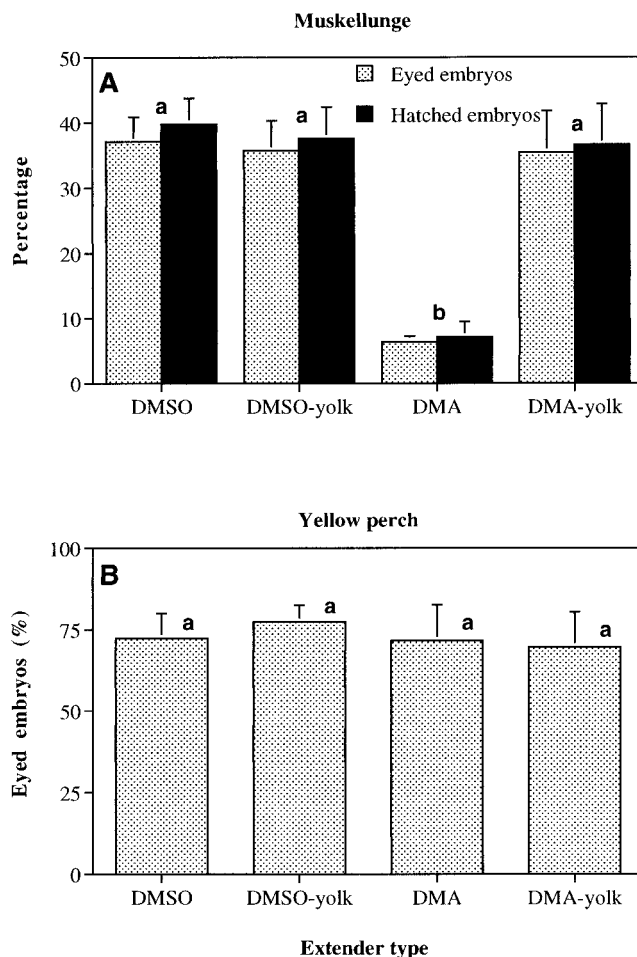 Muskellunge
A
Eyed embryos
Hatched embryos
Percentage
50
40
30
20
10
0
a
a
b
a
DMSO
DMSO-yolk
DMA
DMA-yolk
Yellow perch
B
Eyed embryos (%)
100
75
50
25
0
a
a
a
a
DMSO
DMSO-yolk
DMA
DMA-yolk
Extender type